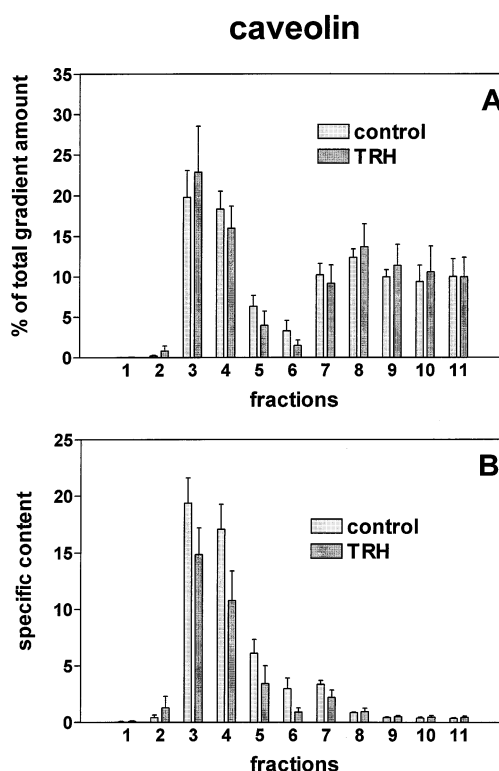 caveolin
A
35
30
25
20
15
10
5
0
% of total gradient amount
control
TRH
1 2 3 4 5 6 7 8 9 10 11
fractions
B
25
20
15
10
5
0
specific content
control
TRH
1 2 3 4 5 6 7 8 9 10 11
fractions